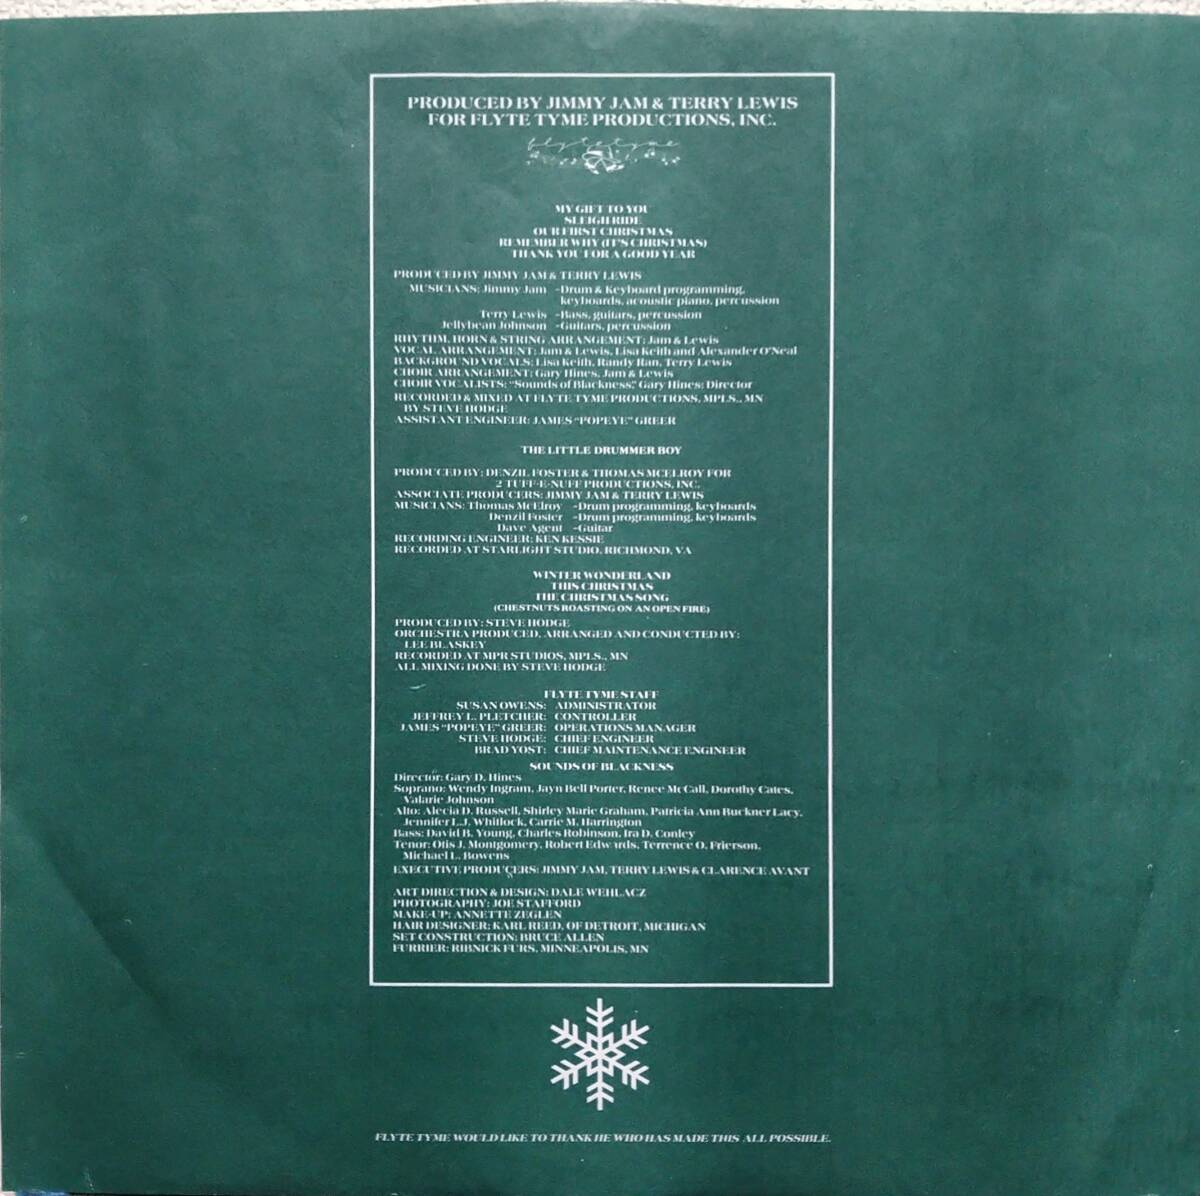 PRODUCED BY JIMMY JAM & TERRY LEWIS
FOR FLYTE TYME PRODUCTIONS, INC.
flyte tyme
MY GIFT TO YOU
SLEIGH RIDE
OUR FIRST CHRISTMAS
REMEMBER WHY (IT'S CHRISTMAS)
THANK YOU FOR A GOOD YEAR
PRODUCED BY JIMMY JAM & TERRY LEWIS
MUSICIANS: Jimmy Jam -Drum & Keyboard programming,
keyboards, acoustic piano, percussion
Terry Lewis -Bass, guitars, percussion
Jellybean Johnson -Guitars, percussion
RHYTHM, HORN & STRING ARRANGEMENT: Jam & Lewis
VOCAL ARRANGEMENT: Jam & Lewis, Lisa Keith and Alexander O'Neal
BACKGROUND VOCALS: Lisa Keith, Randy Ran, Terry Lewis
CHOIR ARRANGEMENT: Gary Hines, Jam & Lewis
CHOIR VOCALISTS: "Sounds of Blackness," Gary Hines: Director
RECORDED & MIXED AT FLYTE TYME PRODUCTIONS, MPLS., MN
BY STEVE HODGE
ASSISTANT ENGINEER: JAMES "POPEYE" GREER
THE LITTLE DRUMMER BOY
PRODUCED BY: DENZIL FOSTER & THOMAS MCELROY FOR
2 TUFF-E-NUFF PRODUCTIONS, INC.
ASSOCIATE PRODUCERS: JIMMY JAM & TERRY LEWIS
MUSICIANS: Thomas McElroy -Drum programming, keyboards
Denzil Foster -Drum programming, keyboards
Dave Agent -Guitar
RECORDING ENGINEER: KEN KESSIE
RECORDED AT STARLIGHT STUDIO, RICHMOND, VA
WINTER WONDERLAND
THIS CHRISTMAS
THE CHRISTMAS SONG
(CHESTNUTS ROASTING ON AN OPEN FIRE)
PRODUCED BY: STEVE HODGE
ORCHESTRA PRODUCED, ARRANGED AND CONDUCTED BY:
LEE BLASKEY
RECORDED AT MPR STUDIOS, MPLS., MN
ALL MIXING DONE BY STEVE HODGE
FLYTE TYME STAFF
SUSAN OWENS: ADMINISTRATOR
JEFFREY L. PLETCHER: CONTROLLER
JAMES "POPEYE" GREER: OPERATIONS MANAGER
STEVE HODGE: CHIEF ENGINEER
BRAD YOST: CHIEF MAINTENANCE ENGINEER
SOUNDS OF BLACKNESS
Director: Gary D. Hines
Soprano: Wendy Ingram, Jayn Bell Porter, Renee McCall, Dorothy Cates,
Valarie Johnson
Alto: Alecia D. Russell, Shirley Marie Graham, Patricia Ann Buckner Lacy,
Jennifer L.J. Whitlock, Carrie M. Harrington
Bass: David B. Young, Charles Robinson, Ira D. Conley
Tenor: Otis J. Montgomery, Robert Edwards, Terrence O. Frierson,
Michael L. Bowens
EXECUTIVE PRODUCERS: JIMMY JAM, TERRY LEWIS & CLARENCE AVANT
ART DIRECTION & DESIGN: DALE WEHLACZ
PHOTOGRAPHY: JOE STAFFORD
MAKE-UP: ANNETTE ZEGLEN
HAIR DESIGNER: KARL REED, OF DETROIT, MICHIGAN
SET CONSTRUCTION: BRUCE ALLEN
FURRIER: RIBNICK FURS, MINNEAPOLIS, MN
FLYTE TYME WOULD LIKE TO THANK HE WHO HAS MADE THIS ALL POSSIBLE.